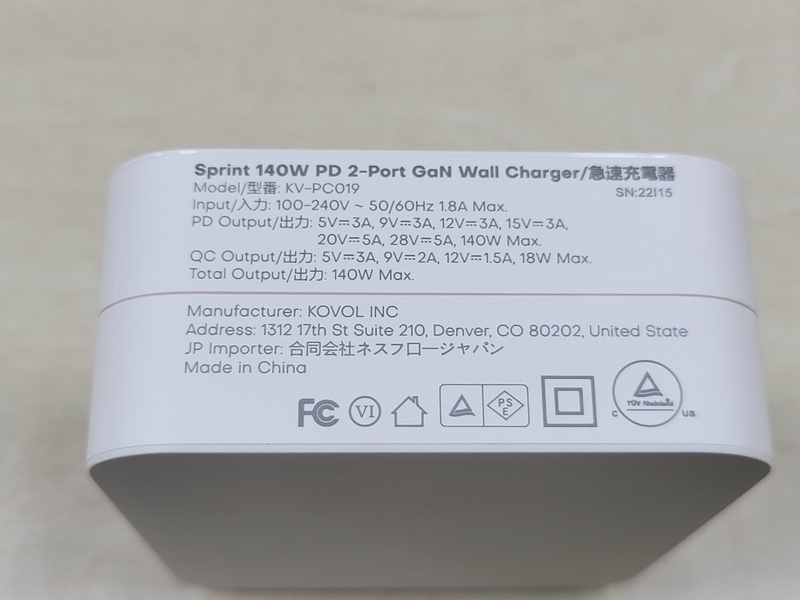 Sprint 140W PD 2-Port GaN Wall Charger/急速充電器
Model/型番: KV-PC019
SN:22I15
Input/入力: 100-240V ~ 50/60Hz 1.8A Max.
PD Output/出力: 5V⎓3A, 9V⎓3A, 12V⎓3A, 15V⎓3A,
20V⎓5A, 28V⎓5A, 140W Max.
QC Output/出力: 5V⎓3A, 9V⎓2A, 12V⎓1.5A, 18W Max.
Total Output/出力: 140W Max.
Manufacturer: KOVOL INC
Address: 1312 17th St Suite 210, Denver, CO 80202, United State
JP Importer: 合同会社ネスフロージャパン
Made in China
FC VI PS E TÜV Rheinland C US